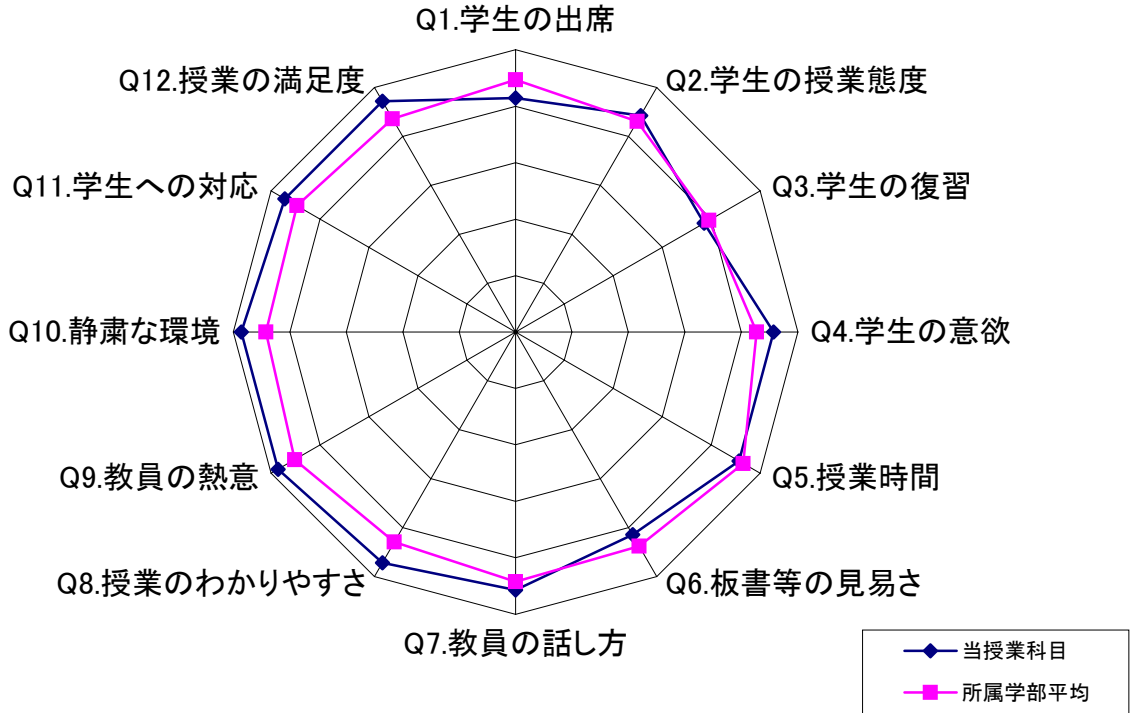 Q1.学生の出席
Q12.授業の満足度
Q2.学生の授業態度
Q11.学生への対応
Q3.学生の復習
Q10.静粛な環境
Q4.学生の意欲
Q9.教員の熱意
Q5.授業時間
Q8.授業のわかりやすさ
Q6.板書等の見易さ
Q7.教員の話し方
当授業科目
所属学部平均